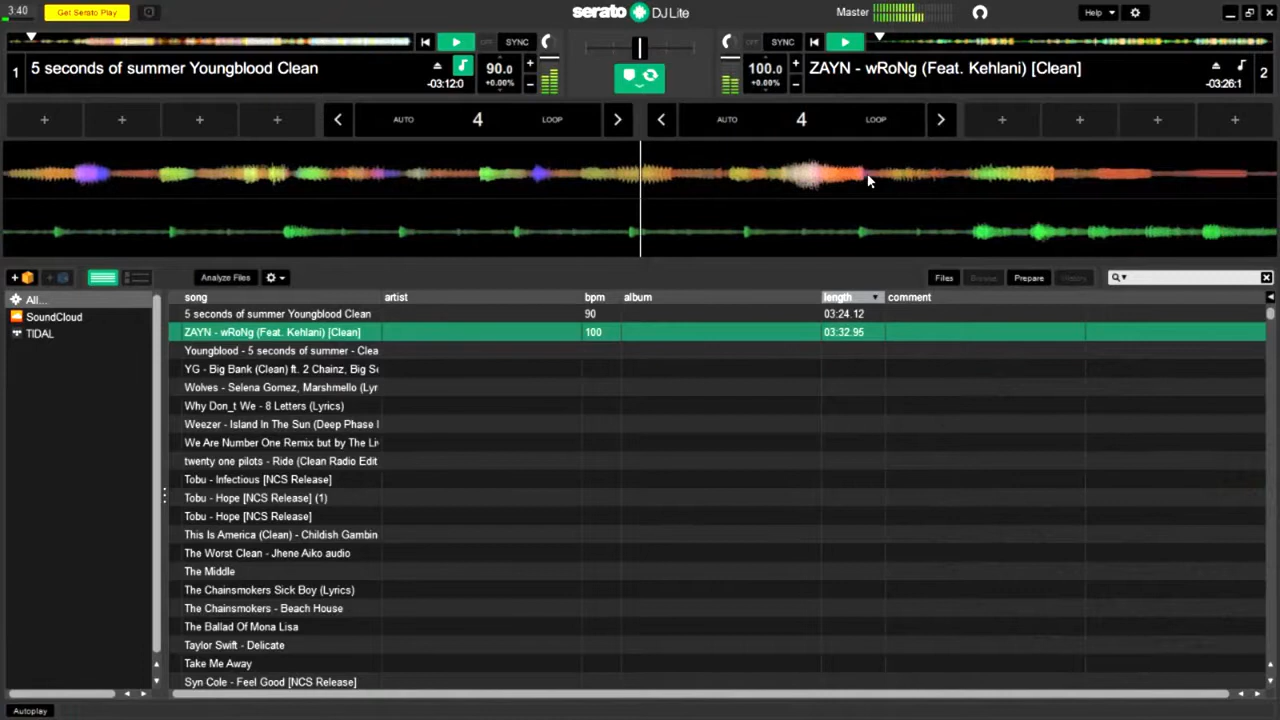 3:40
Get Serato Play
serato DJ Lite
Master
Help
OFF
SYNC
OFF
SYNC
1
5 seconds of summer Youngblood Clean
-03:12:0
90.0
+0.00%
100.0
+0.00%
ZAYN - wRoNg (Feat. Kehlani) [Clean]
-03:26:1
2
AUTO
4
LOOP
AUTO
4
LOOP
Analyze Files
Files
Browse
Prepare
History
song
artist
bpm
album
length
comment
All...
SoundCloud
TIDAL
5 seconds of summer Youngblood Clean
90
03:24.12
ZAYN - wRoNg (Feat. Kehlani) [Clean]
100
03:32.95
Youngblood - 5 seconds of summer - Clea
YG - Big Bank (Clean) ft. 2 Chainz, Big Se
Wolves - Selena Gomez, Marshmello (Lyr
Why Don_t We - 8 Letters (Lyrics)
Weezer - Island In The Sun (Deep Phase
We Are Number One Remix but by The Liv
twenty one pilots - Ride (Clean Radio Edit
Tobu - Infectious [NCS Release]
Tobu - Hope [NCS Release] (1)
Tobu - Hope [NCS Release]
This Is America (Clean) - Childish Gambin
The Worst Clean - Jhene Aiko audio
The Middle
The Chainsmokers Sick Boy (Lyrics)
The Chainsmokers - Beach House
The Ballad Of Mona Lisa
Taylor Swift - Delicate
Take Me Away
Syn Cole - Feel Good [NCS Release]
Autoplay